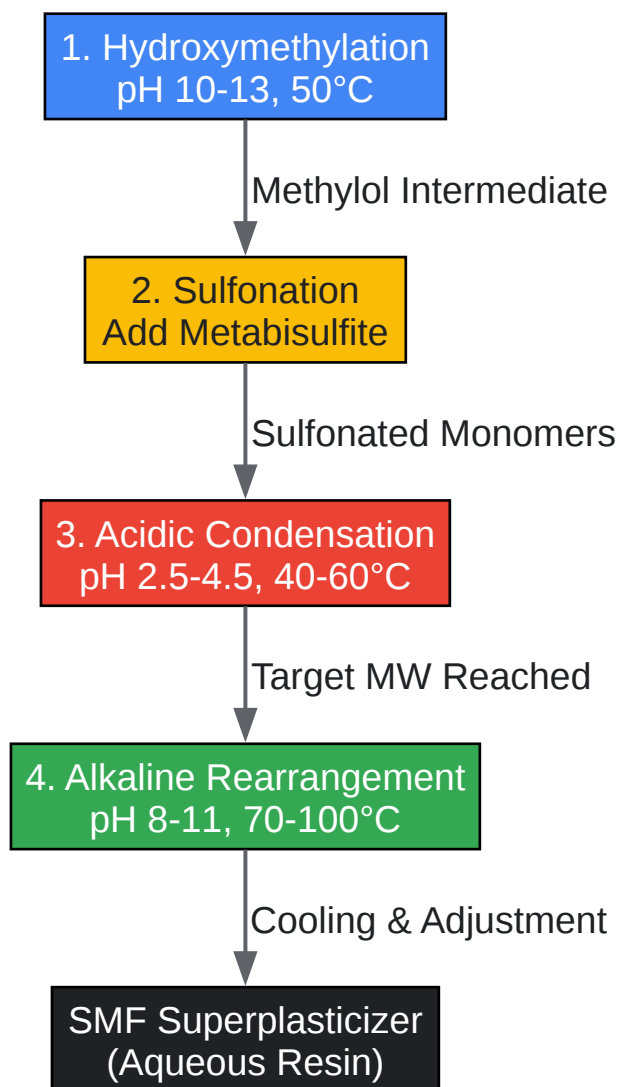 1. Hydroxymethylation
pH 10-13, 50°C
Methylol Intermediate
2. Sulfonation
Add Metabisulfite
Sulfonated Monomers
3. Acidic Condensation
pH 2.5-4.5, 40-60°C
Target MW Reached
4. Alkaline Rearrangement
pH 8-11, 70-100°C
Cooling & Adjustment
SMF Superplasticizer
(Aqueous Resin)